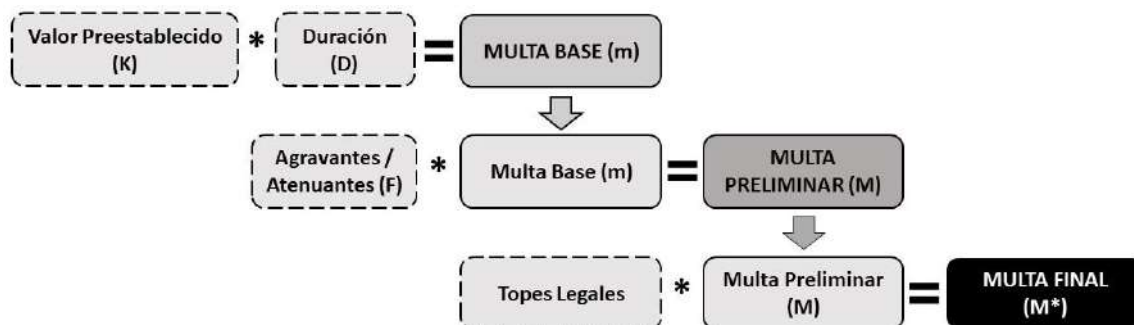 Valor Preestablecido
(K)
*
Duración
(D)
=
MULTA BASE (m)
Agravantes /
Atenuantes (F)
*
Multa Base (m)
=
MULTA
PRELIMINAR (M)
Topes Legales
*
Multa Preliminar
(M)
=
MULTA FINAL
(M*)